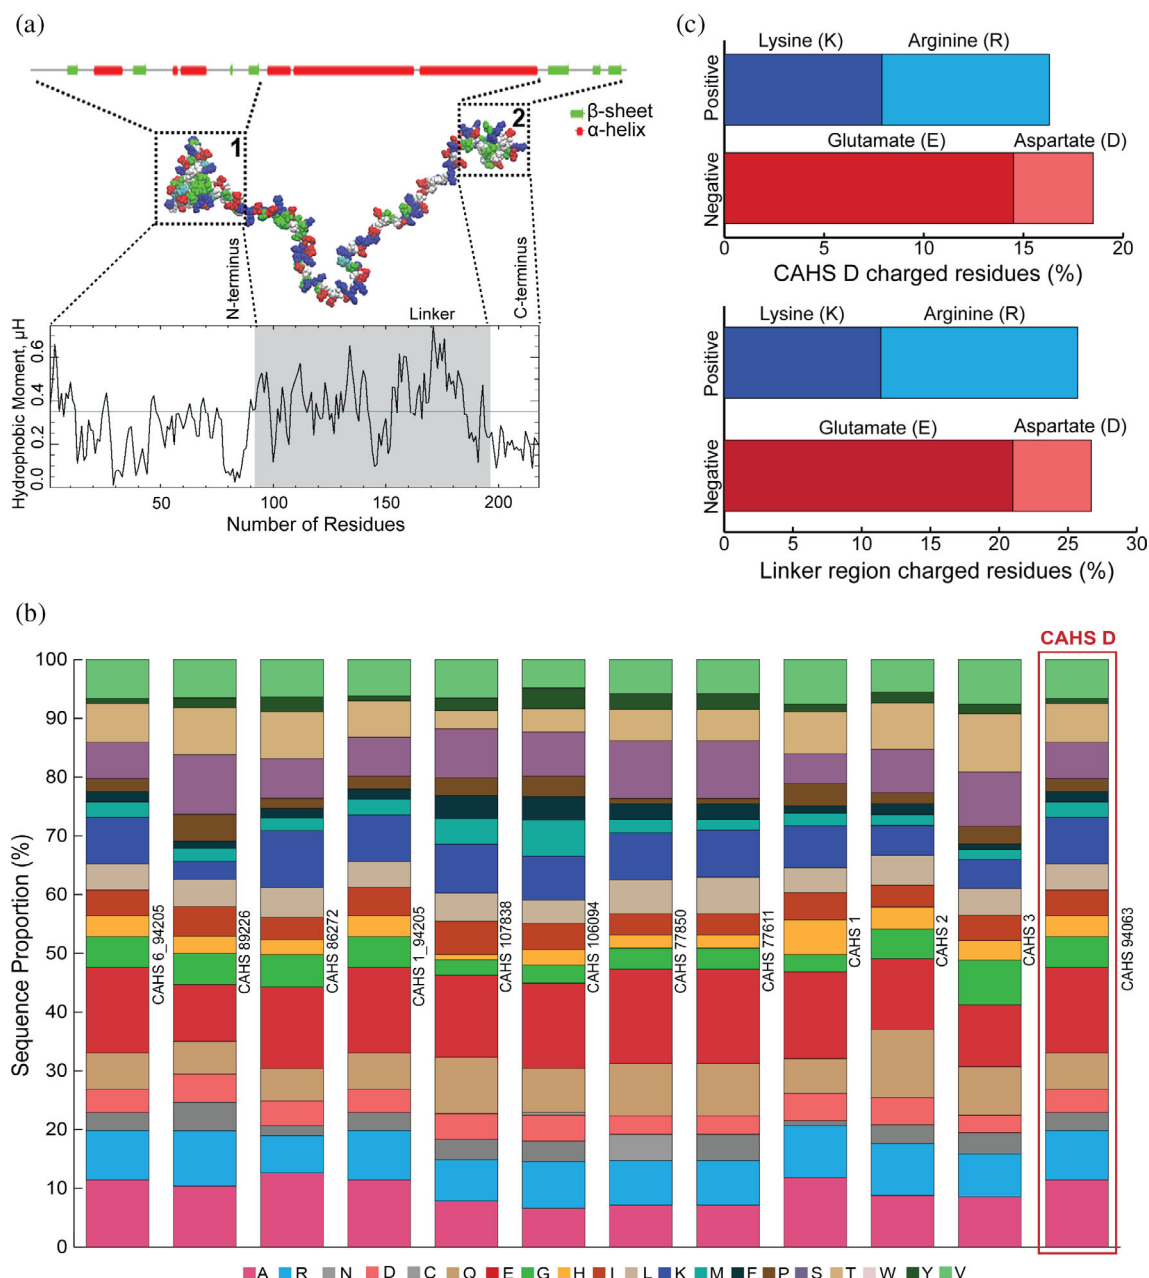 (a)
β-sheet
α-helix
1
2
N-terminus
Linker
C-terminus
Hydrophobic Moment, µH
0.6
0.4
0.2
0.0
50
100
150
200
Number of Residues
(c)
Lysine (K)
Arginine (R)
Positive
Glutamate (E)
Aspartate (D)
Negative
0
5
10
15
20
CAHS D charged residues (%)
Lysine (K)
Arginine (R)
Positive
Glutamate (E)
Aspartate (D)
Negative
0
5
10
15
20
25
30
Linker region charged residues (%)
(b)
CAHS D
Sequence Proportion (%)
100
90
80
70
60
50
40
30
20
10
0
CAHS 6_94205
CAHS 89226
CAHS 86272
CAHS 1_94205
CAHS 107838
CAHS 106094
CAHS 77850
CAHS 77611
CAHS 1
CAHS 2
CAHS 3
CAHS 94063
A R N D C Q E G H I L K M F P S T W Y V